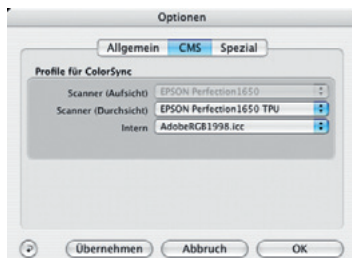 Optionen
Allgemein CMS Spezial
Profile für ColorSync
Scanner (Aufsicht) EPSON Perfection1650
Scanner (Durchsicht) EPSON Perfection1650 TPU
Intern AdobeRGB1998.icc
Übernehmen Abbruch OK